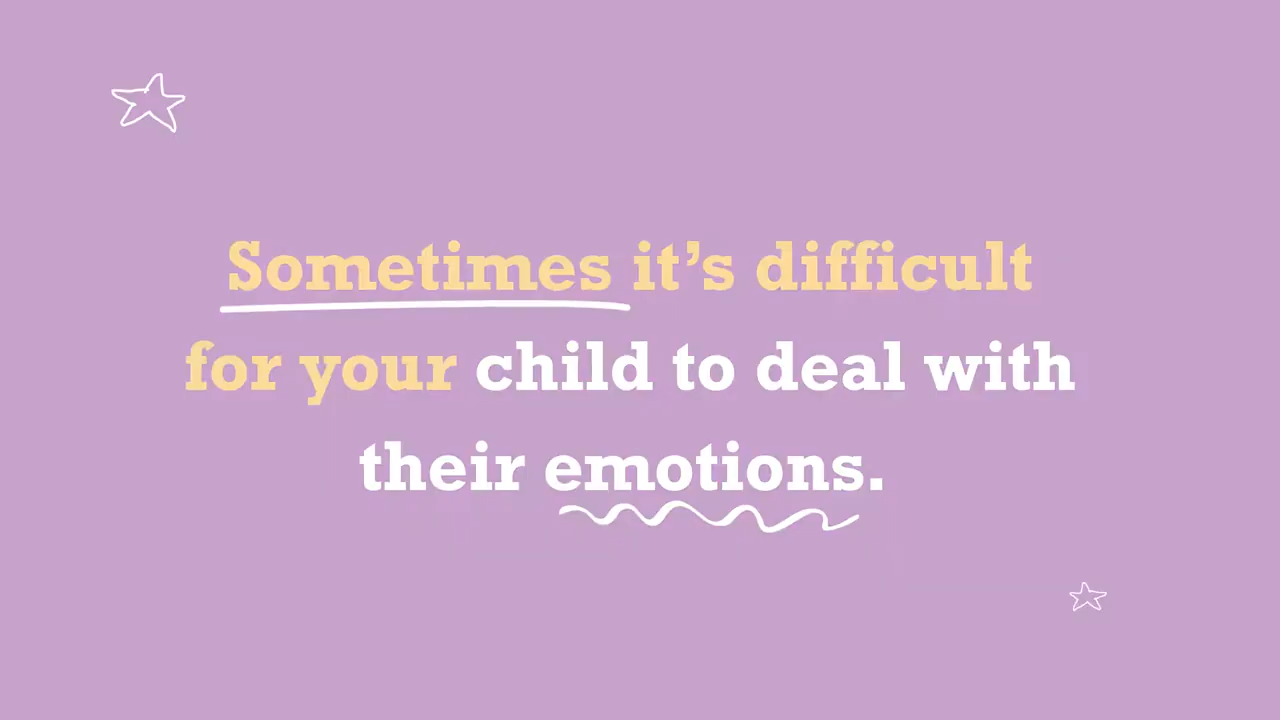 Sometimes it’s difficult
for your child to deal with
their emotions.